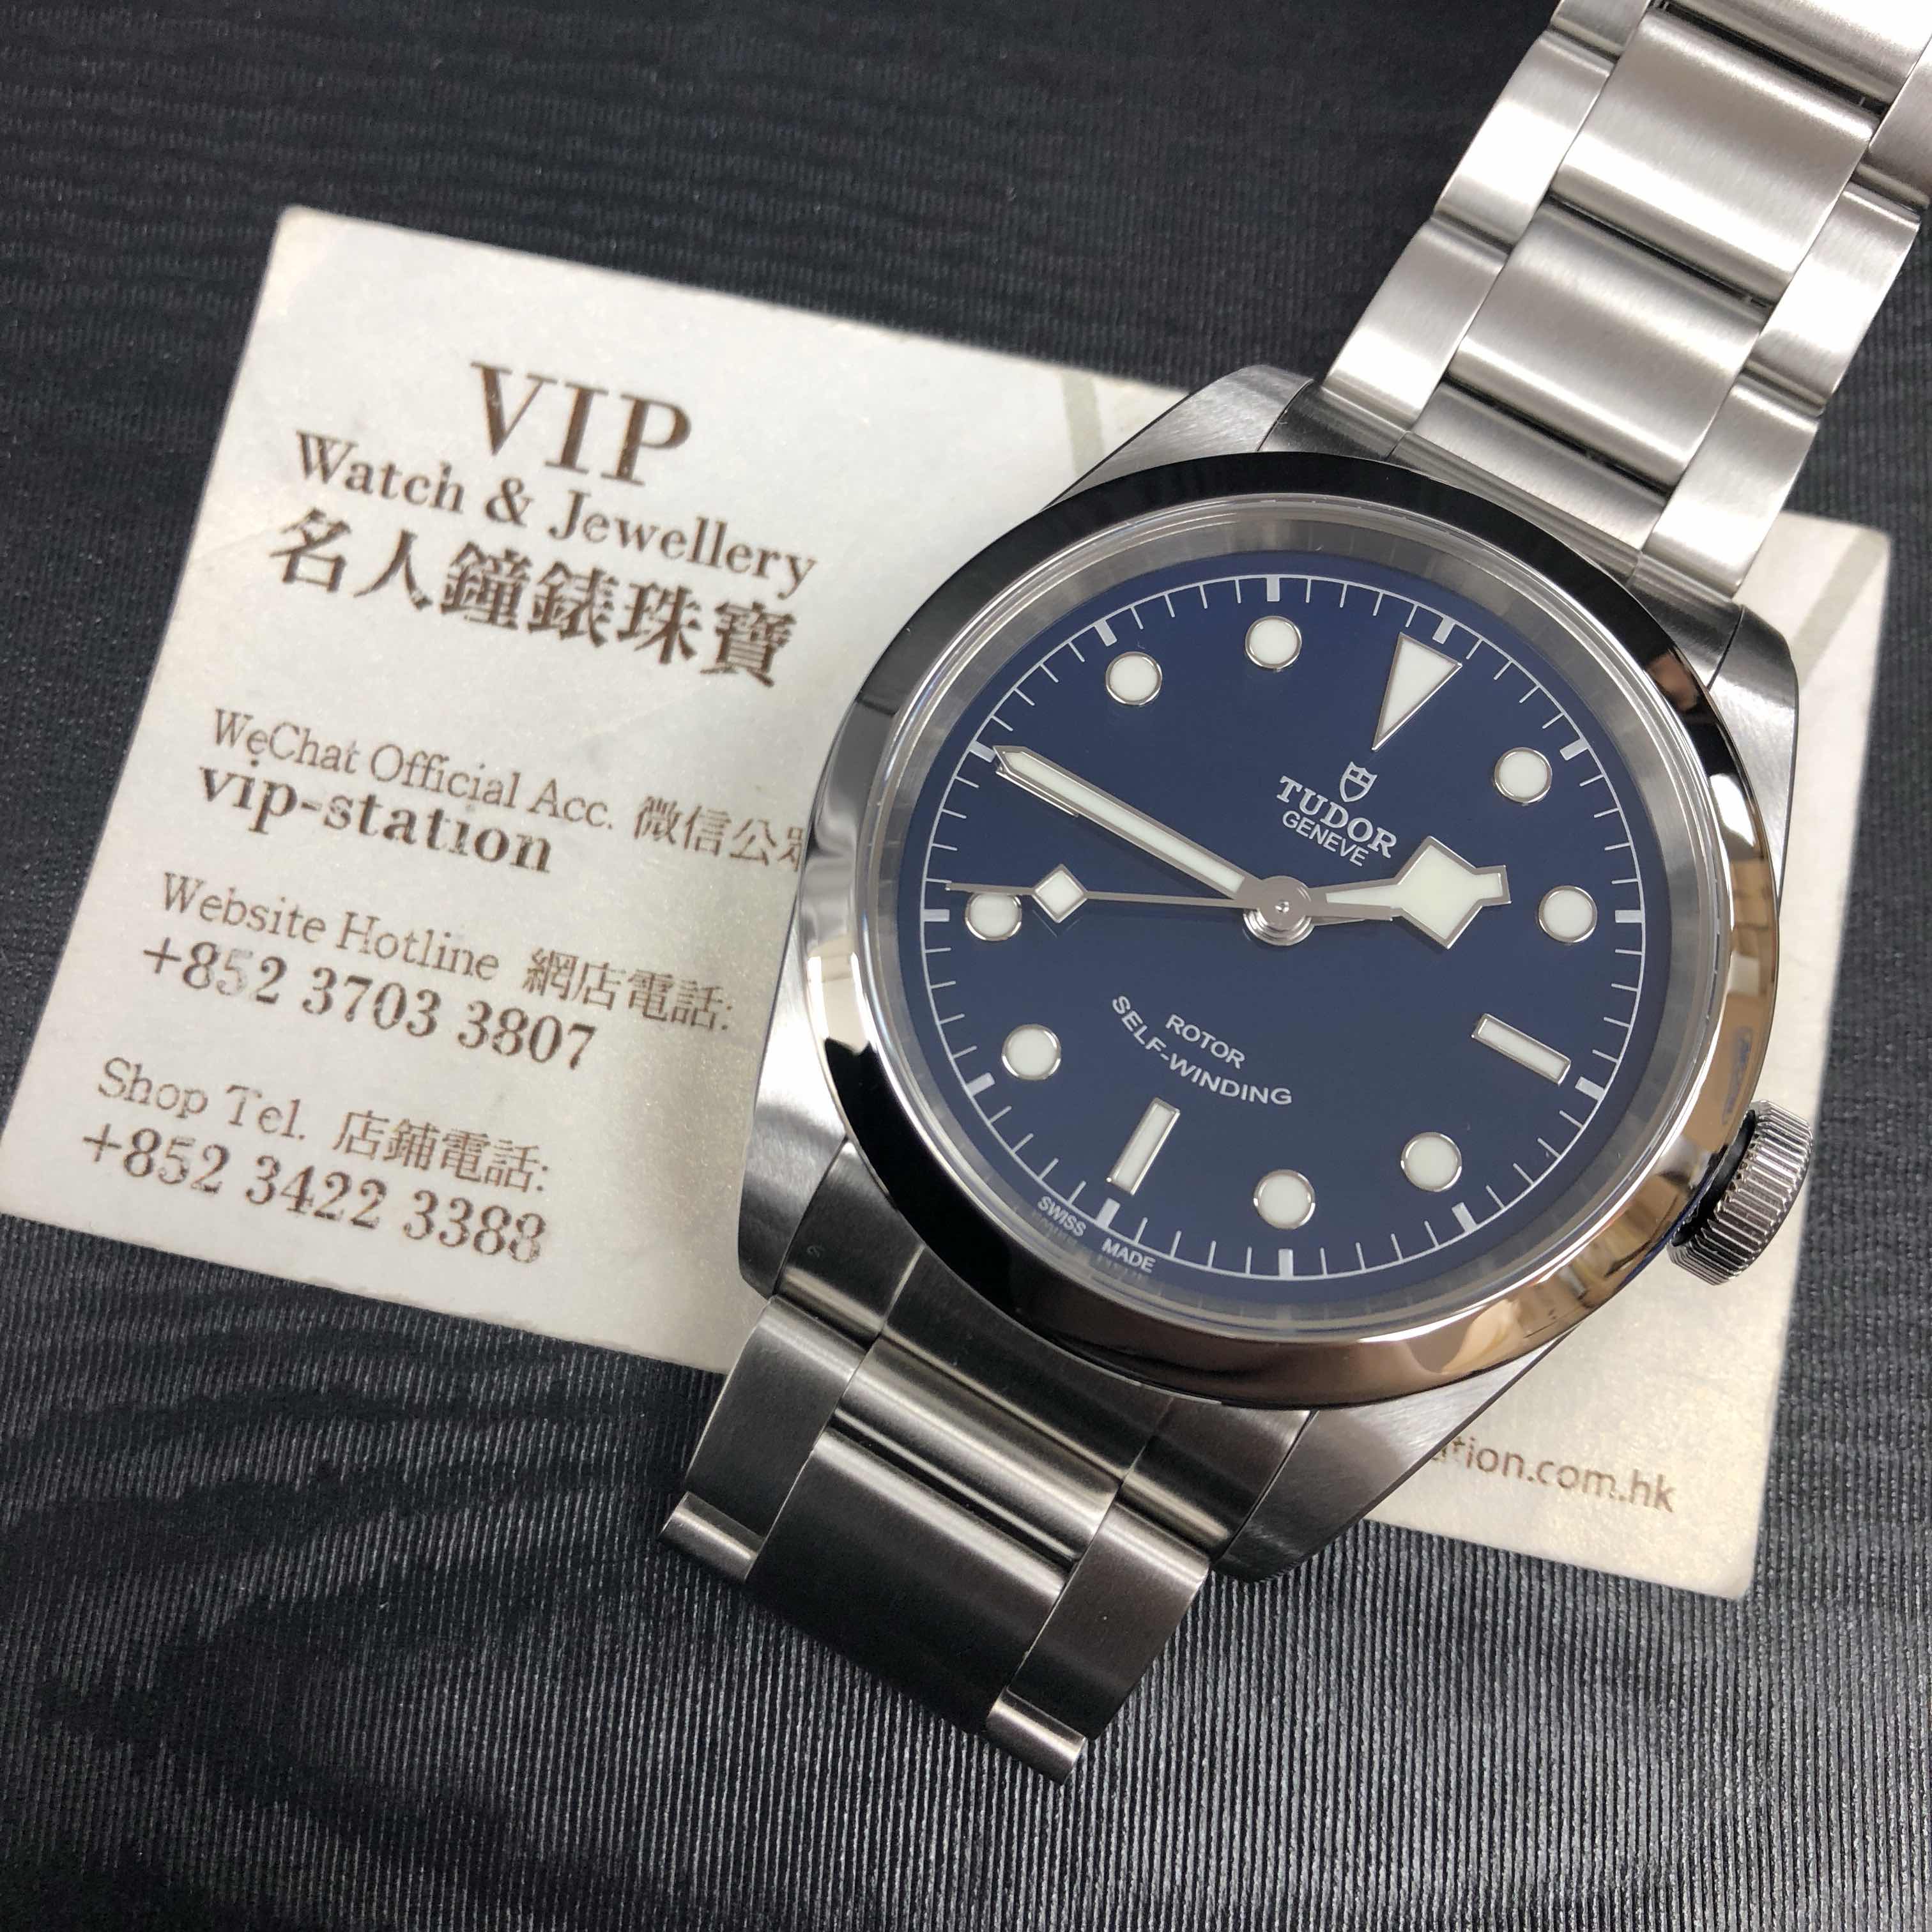 VIP
Watch & Jewellery
名人鐘錶珠寶
WeChat Official Acc. 微信公眾
vip-station
Website Hotline 網店電話:
+852 3703 3807
Shop Tel. 店鋪電話:
+852 3422 3388
TUDOR
GENEVE
ROTOR
SELF-WINDING
SWISS MADE
tion.com.hk